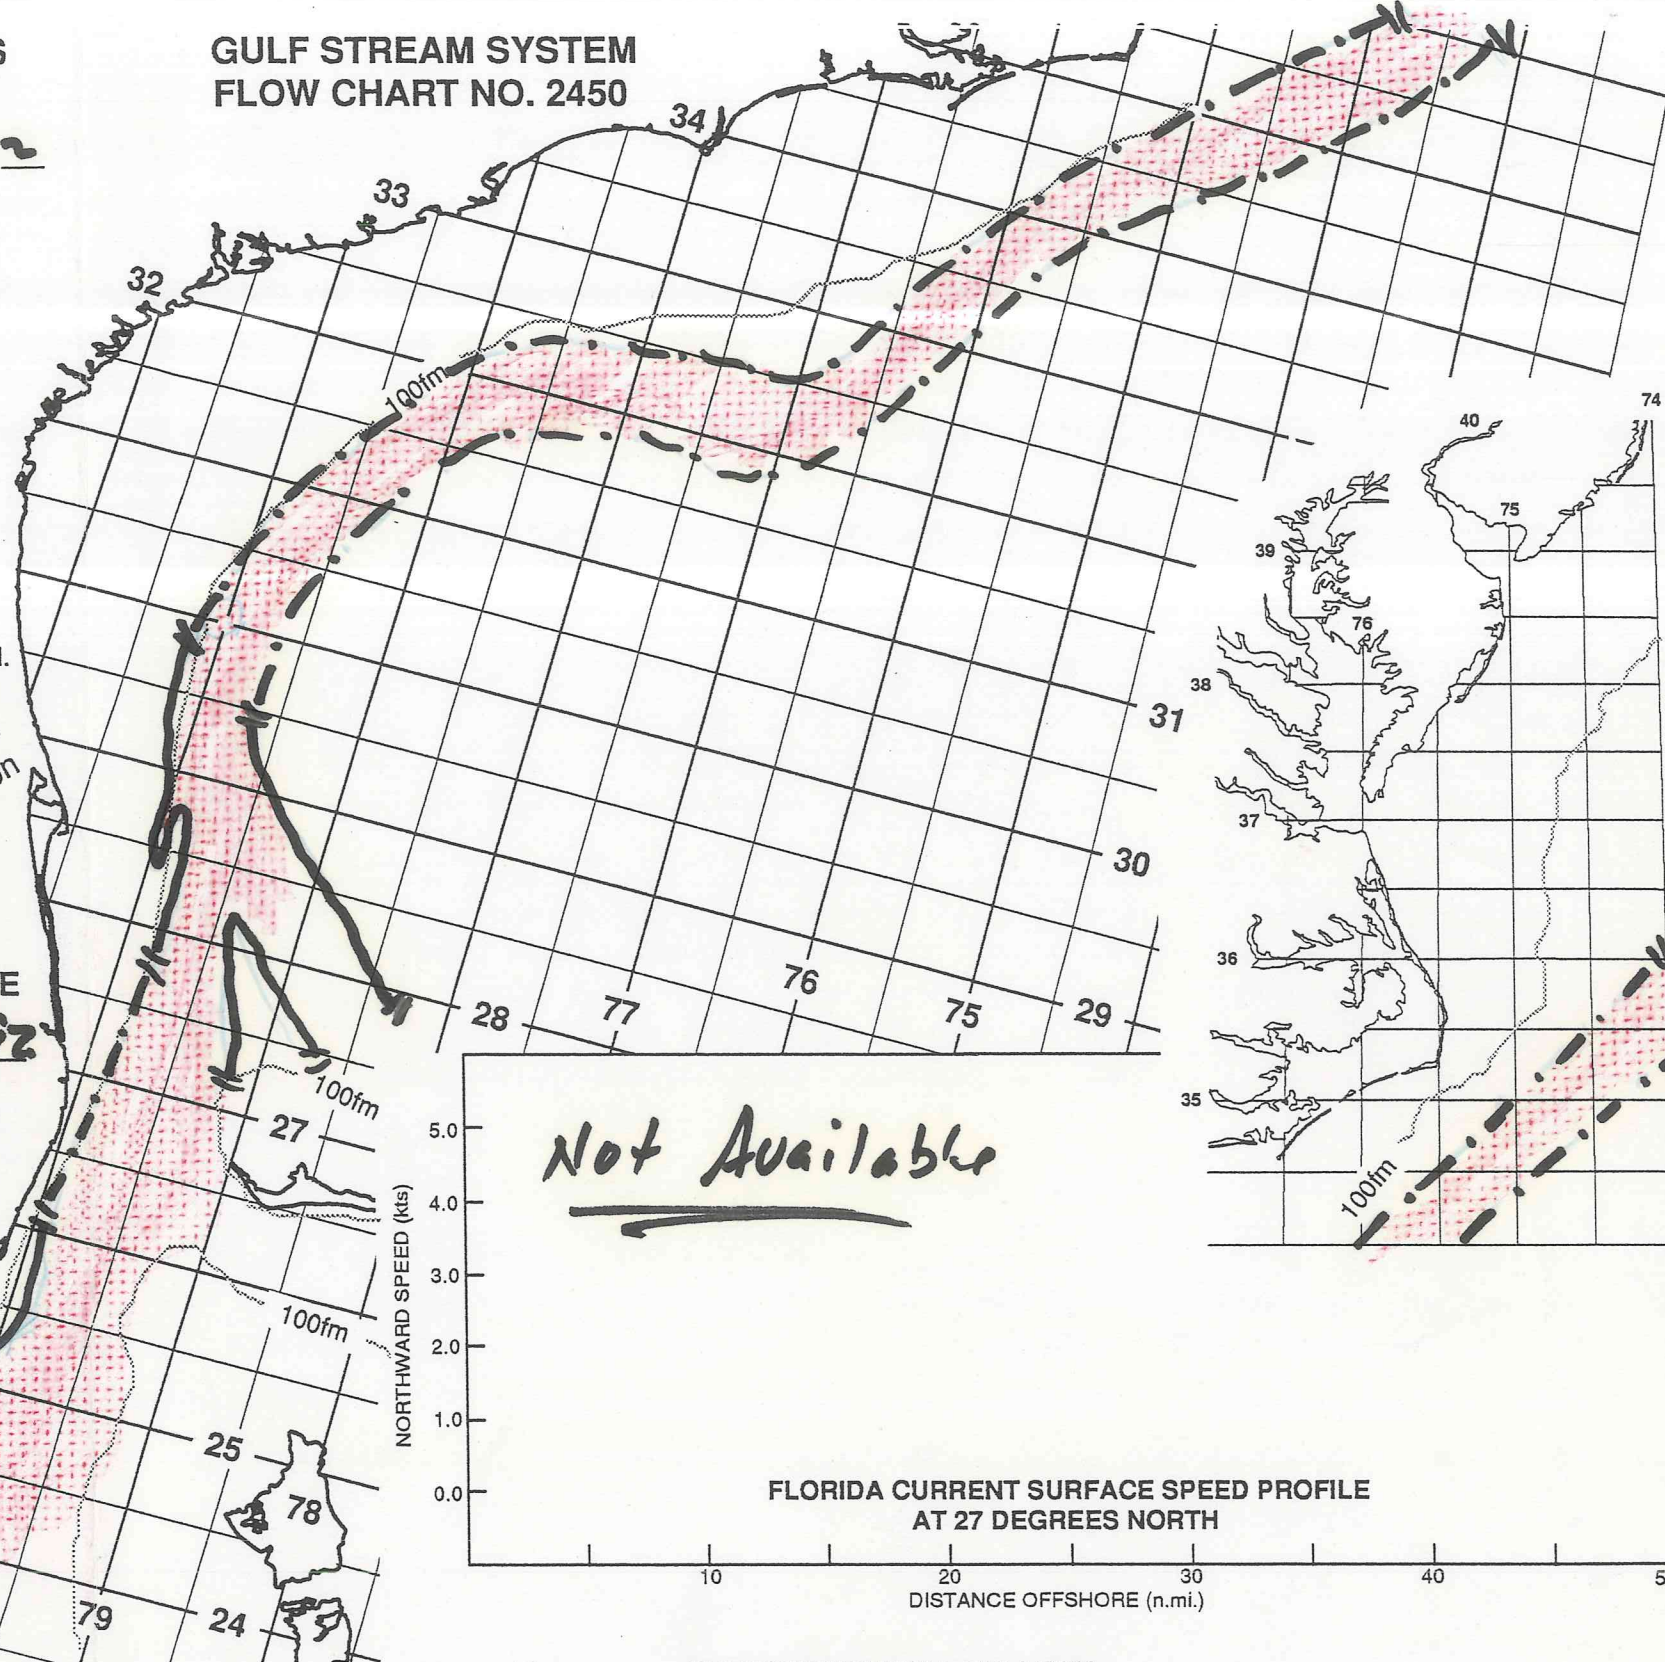 S
GULF STREAM SYSTEM
FLOW CHART NO. 2450
34
33
32
100fm
40
74
75
39
76
38
31
37
30
36
E
76
77
75
29
28
35
100fm
27
100fm
5.0
Not Available
4.0
3.0
2.0
1.0
0.0
NORTHWARD SPEED (kts)
100fm
25
78
FLORIDA CURRENT SURFACE SPEED PROFILE
AT 27 DEGREES NORTH
10
20
30
40
5
DISTANCE OFFSHORE (n.mi.)
79
24